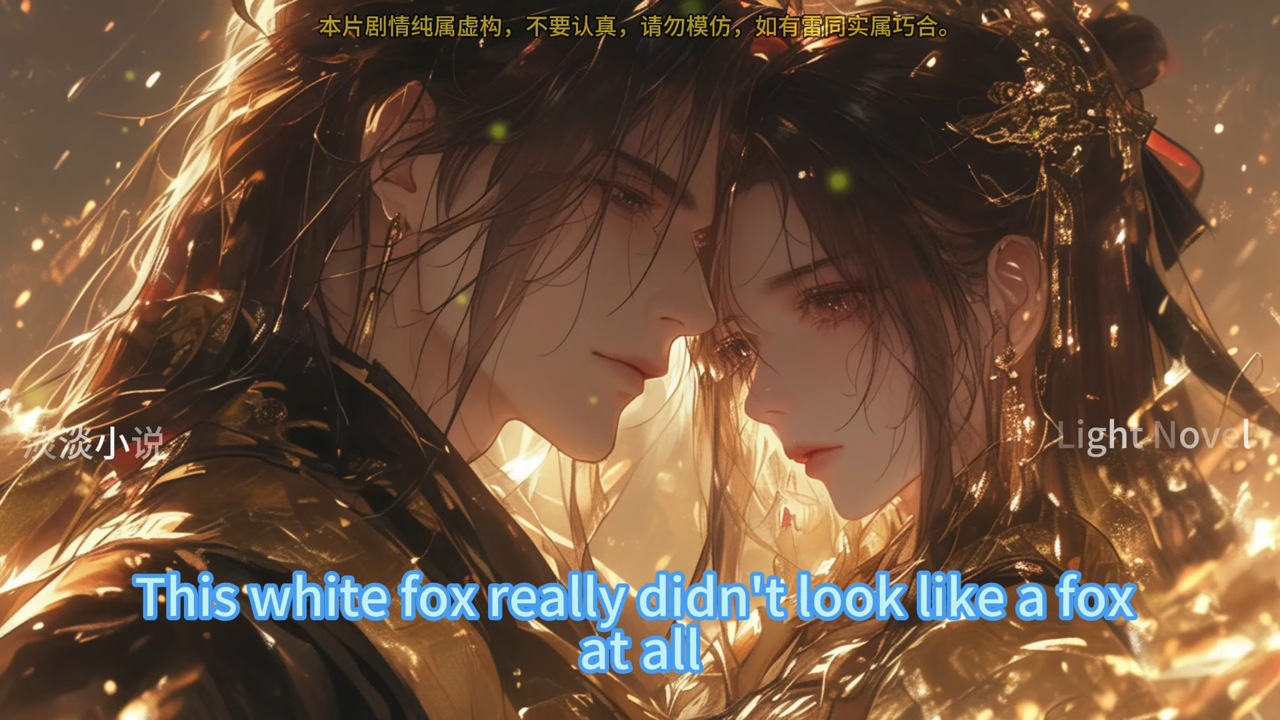 本片剧情纯属虚构，不要认真，请勿模仿，如有雷同实属巧合。
淡淡小说
Light Novel
This white fox really didn't look like a fox
at all